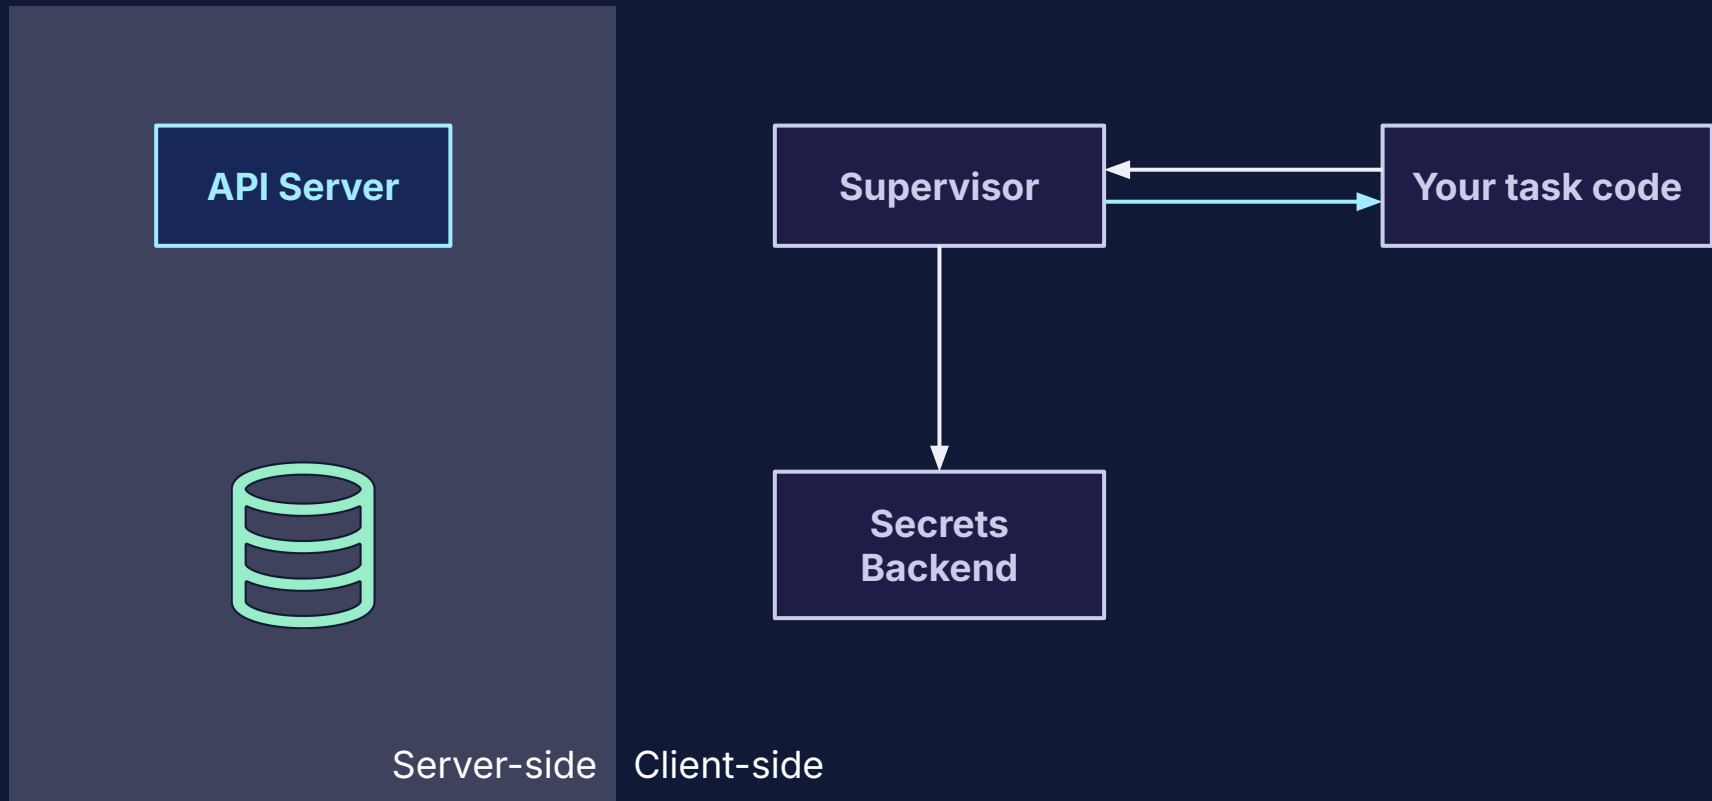 API Server
Supervisor
Your task code
Secrets
Backend
Server-side
Client-side